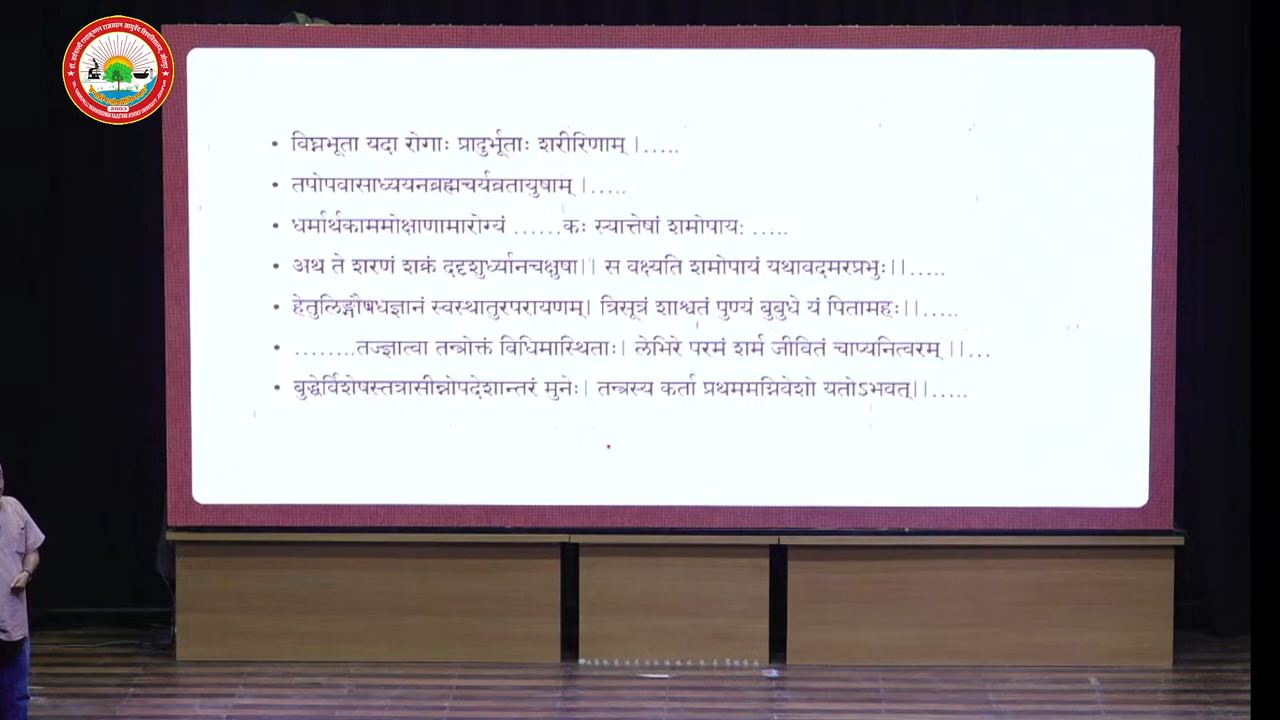 • विघ्नभूता यदा रोगाः प्रादुर्भूताः शरीरिणाम् |.....
• तपोपवासाध्ययनब्रह्मचर्यव्रतायुषाम् |.....
• धर्मार्थकाममोक्षाणामारोग्यं ......कः स्यात्तेषां शमोपायः .....
• अथ ते शरणं शक्रं ददृशुर्ध्यानचक्षुषा|| स वक्ष्यति शमोपायं यथावदमरप्रभुः||.....
• हेतुलिङ्गौषधज्ञानं स्वस्थातुरपरायणम्| त्रिसूत्रं शाश्वतं पुण्यं बुबुधे यं पितामहः||.....
• ........तज्ज्ञात्वा तन्त्रोक्तं विधिमास्थिताः| लेभिरे परमं शर्म जीवितं चाप्यनित्वरम् ||...
• बुद्धेर्विशेषस्तत्रासीन्नोपदेशान्तरं मुनेः| तन्त्रस्य कर्ता प्रथममग्निवेशो यतोऽभवत्||.....
2003